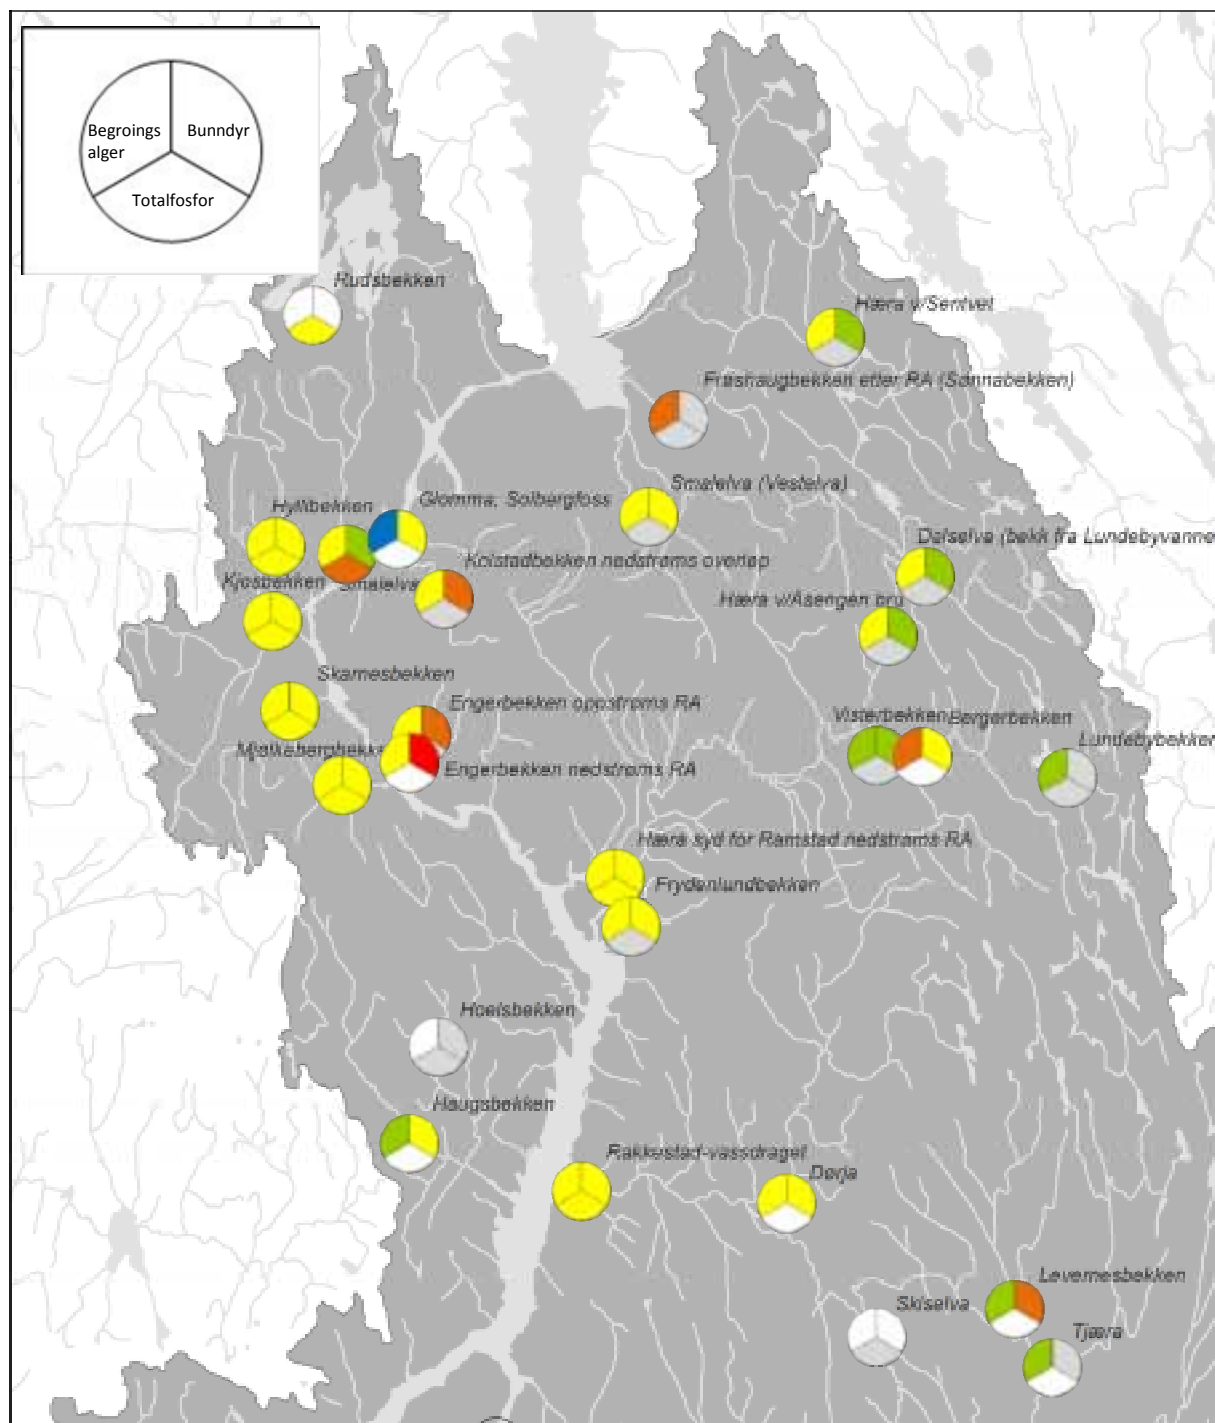 Begroings
alger
Bunndyr
Totalfosfor
Rudsbekken
Hæra v/Sentvet
Frøshaugbekken etter RA (Sønnabekken)
Smalelva (Vestelva)
Hyllibekken
Glomma, Solbergfoss
Kolstadbekken nedstrøms overløp
Dalselva (bekk fra Lundebyvannet
Kjosbekken
Smalelva
Hæra v/Åsengen bru
Skarnesbekken
Engerbekken oppstrøms RA
Visterbekken
Bergerbekken
Lundebybekken
Engerbekken nedstrøms RA
Hæra syd for Ramstad nedstrøms RA
Frydenlundbekken
Hoelsbekken
Haugsbekken
Rakkestad-vassdraget
Dørja
Levernesbekken
Skiselva
Tjæra